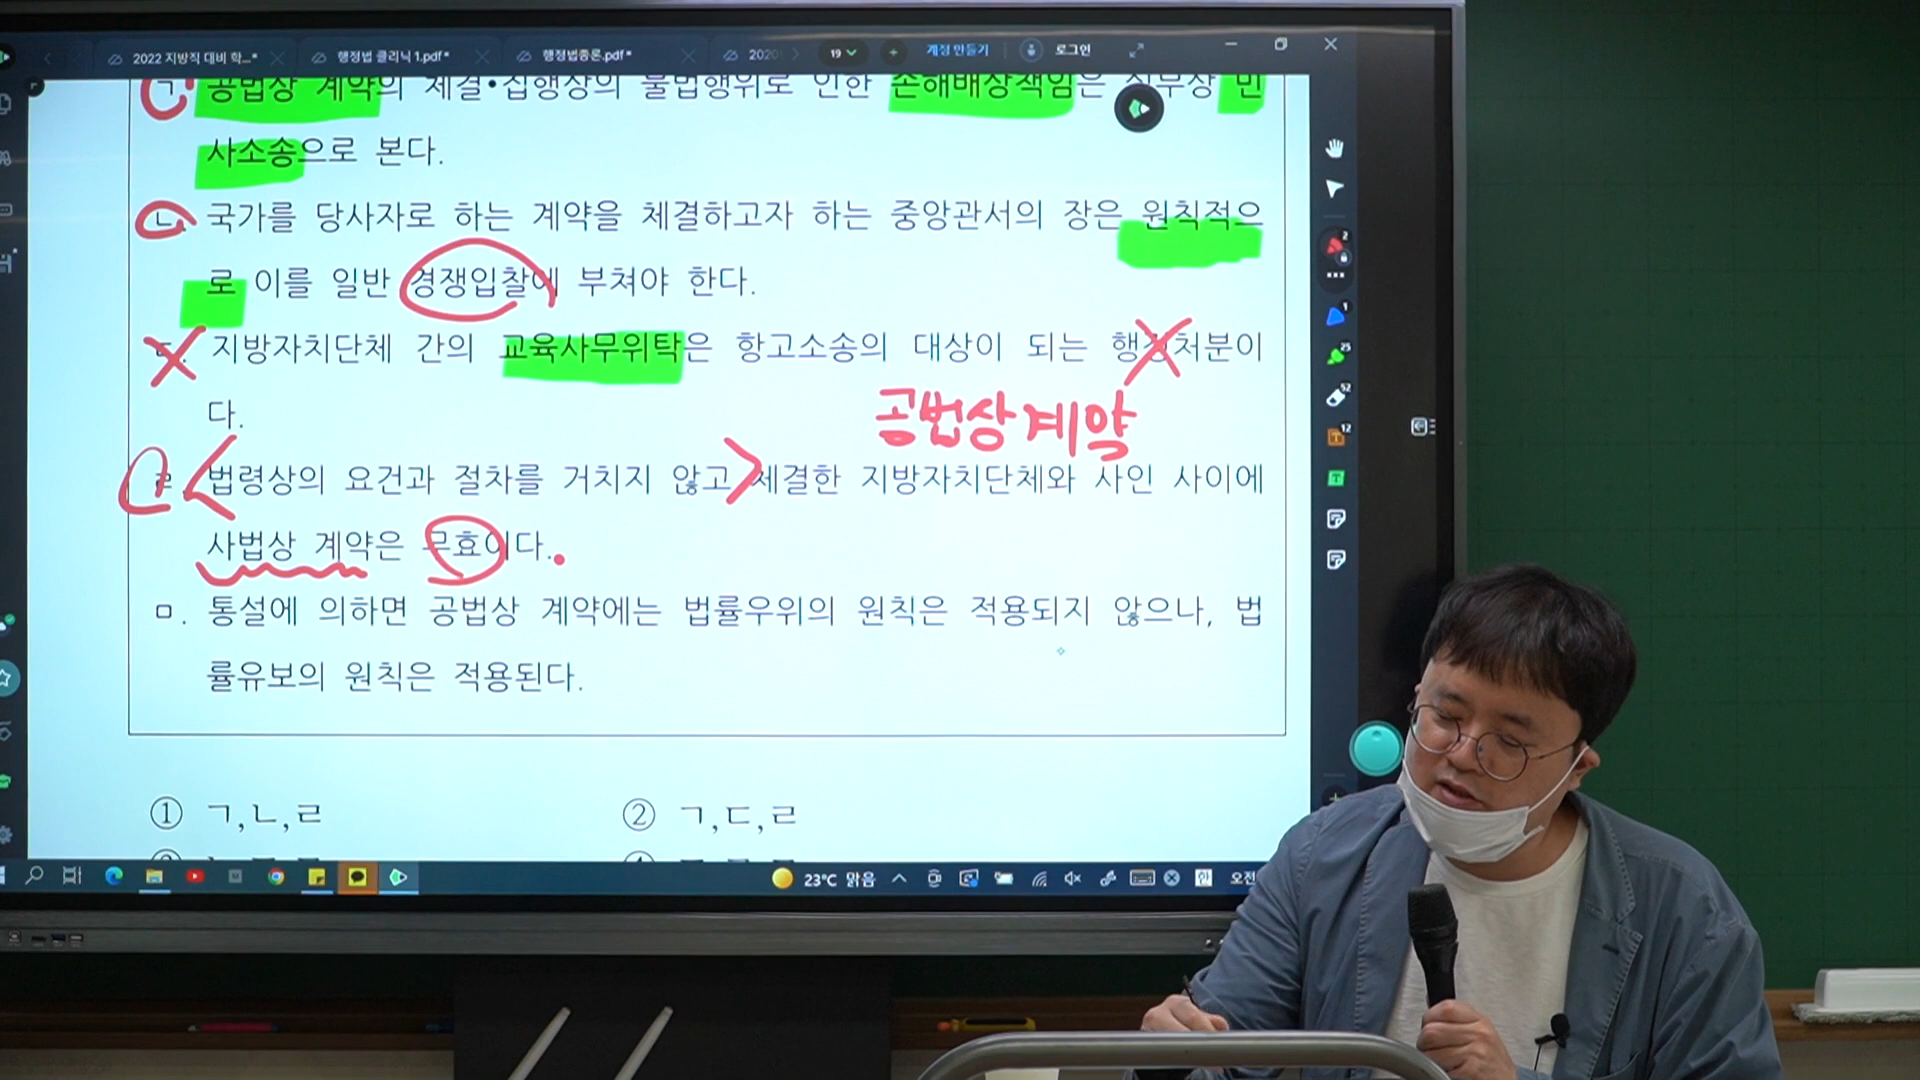 2022 지방직 대비 학...*
행정법 클리닉 1.pdf*
행정법총론.pdf*
2020
19
계정 만들기
로그인
공법상 계약의 체결•집행상의 불법행위로 인한 손해배상책임은 실무상 민
사소송으로 본다.
ㄴ. 국가를 당사자로 하는 계약을 체결하고자 하는 중앙관서의 장은 원칙적으
로 이를 일반 경쟁입찰에 부쳐야 한다.
ㄷ. 지방자치단체 간의 교육사무위탁은 항고소송의 대상이 되는 행정처분이
다.
공법상 계약
ㄹ. 법령상의 요건과 절차를 거치지 않고 체결한 지방자치단체와 사인 사이에
사법상 계약은 무효이다.
ㅁ. 통설에 의하면 공법상 계약에는 법률우위의 원칙은 적용되지 않으나, 법
률유보의 원칙은 적용된다.
① ㄱ,ㄴ,ㄹ
② ㄱ,ㄷ,ㄹ
23°C 맑음
한
오전
2
1
25
52
12